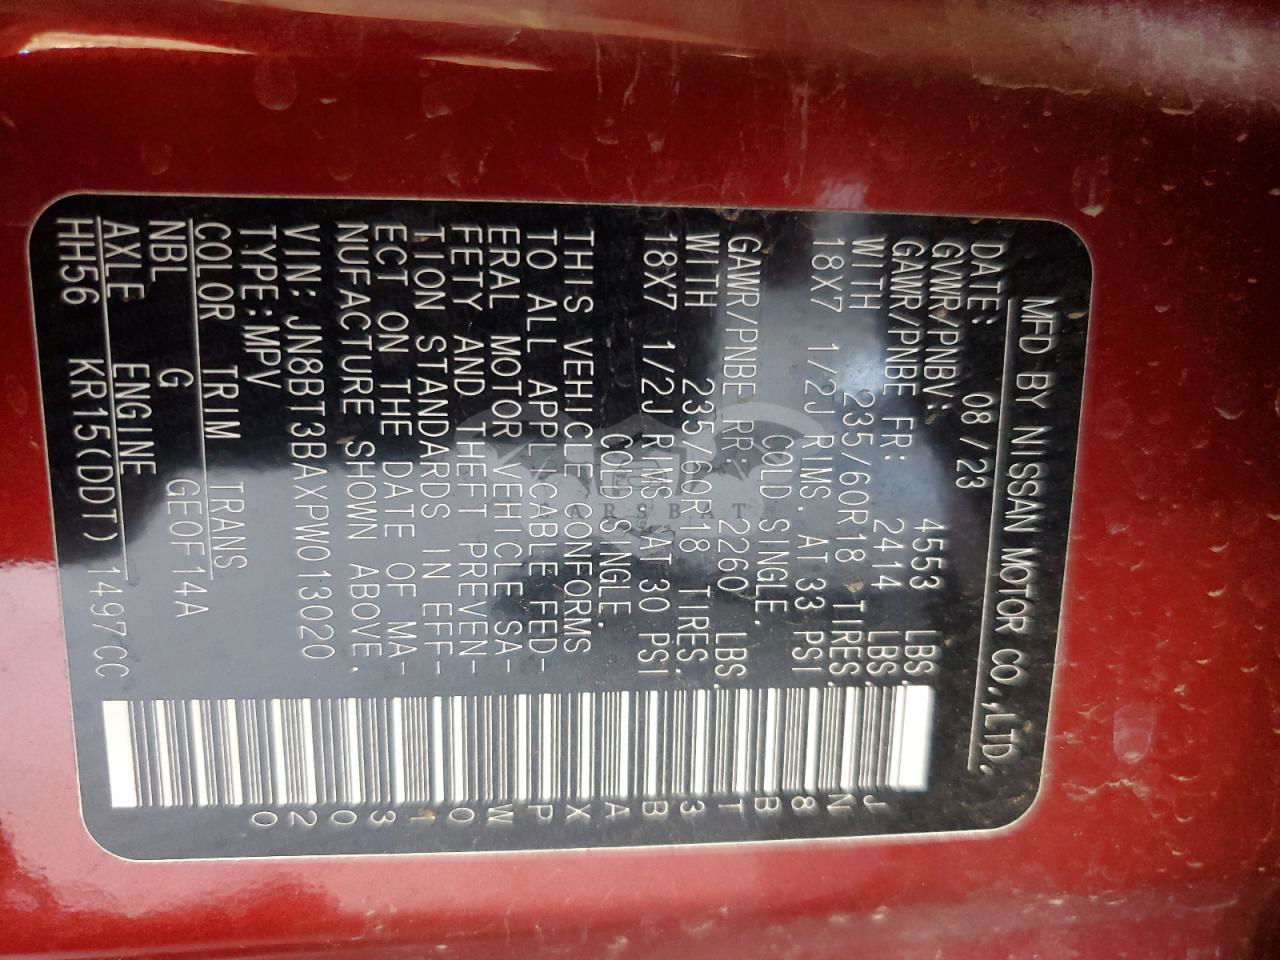 MFD BY NISSAN MOTOR CO.,LTD.
DATE: 08/23
GVWR/PNBV: 4553 LBS.
GAWR/PNBE FR: 2414 LBS.
WITH 235/60R18 TIRES.
18X7 1/2J RIMS. AT 33 PSI
COLD SINGLE.
GAWR/PNBE RR: 2260 LBS.
WITH 235/60R18 TIRES.
18X7 1/2J RIMS AT 30 PSI
COLD SINGLE.
THIS VEHICLE CONFORMS
TO ALL APPLICABLE FED-
ERAL MOTOR VEHICLE SA-
FETY AND THEFT PREVEN-
TION STANDARDS IN EFF-
ECT ON THE DATE OF MA-
NUFACTURE SHOWN ABOVE.
VIN: JN8BT3BAXPW013020
TYPE:MPV
COLOR TRIM TRANS
NBL G GE0F14A
AXLE ENGINE
HH56 KR15(DDT) 1497CC
JN8BT3BAXPW013020
CARSBAT